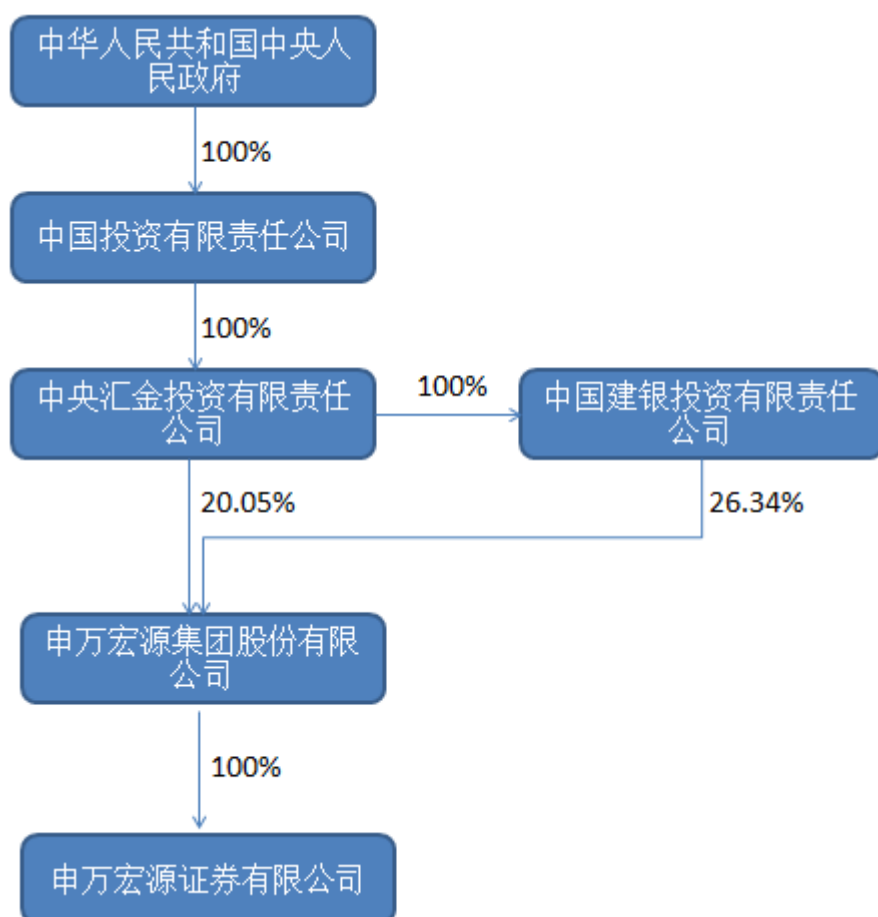 中华人民共和国中央人
民政府
100%
中国投资有限责任公司
100%
中央汇金投资有限责任
公司
100%
中国建银投资有限责任
公司
20.05%
26.34%
申万宏源集团股份有限
公司
100%
申万宏源证券有限公司